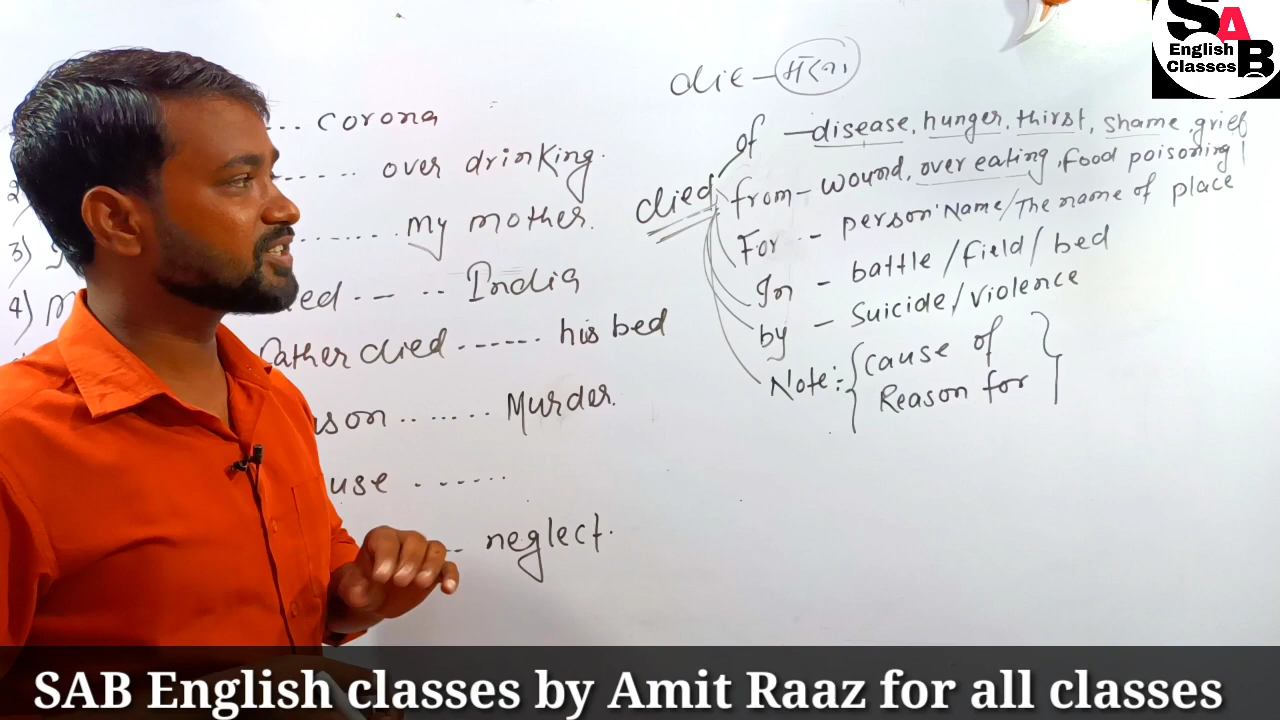 SAB
English
Classes
die - मरना
... corona
2) ...... over drinking.
3) ....... my mother.
4) M ed -- .. India
ather died ...... his bed
son ....... Murder.
use ......
.. neglect.
died
of - disease, hunger, thirst, shame, grief
from - wound, over eating, food poisoning
For - person Name/The name of place
In - battle/field/bed
by - Suicide/violence
Note:- {cause of
Reason for}
SAB English classes by Amit Raaz for all classes